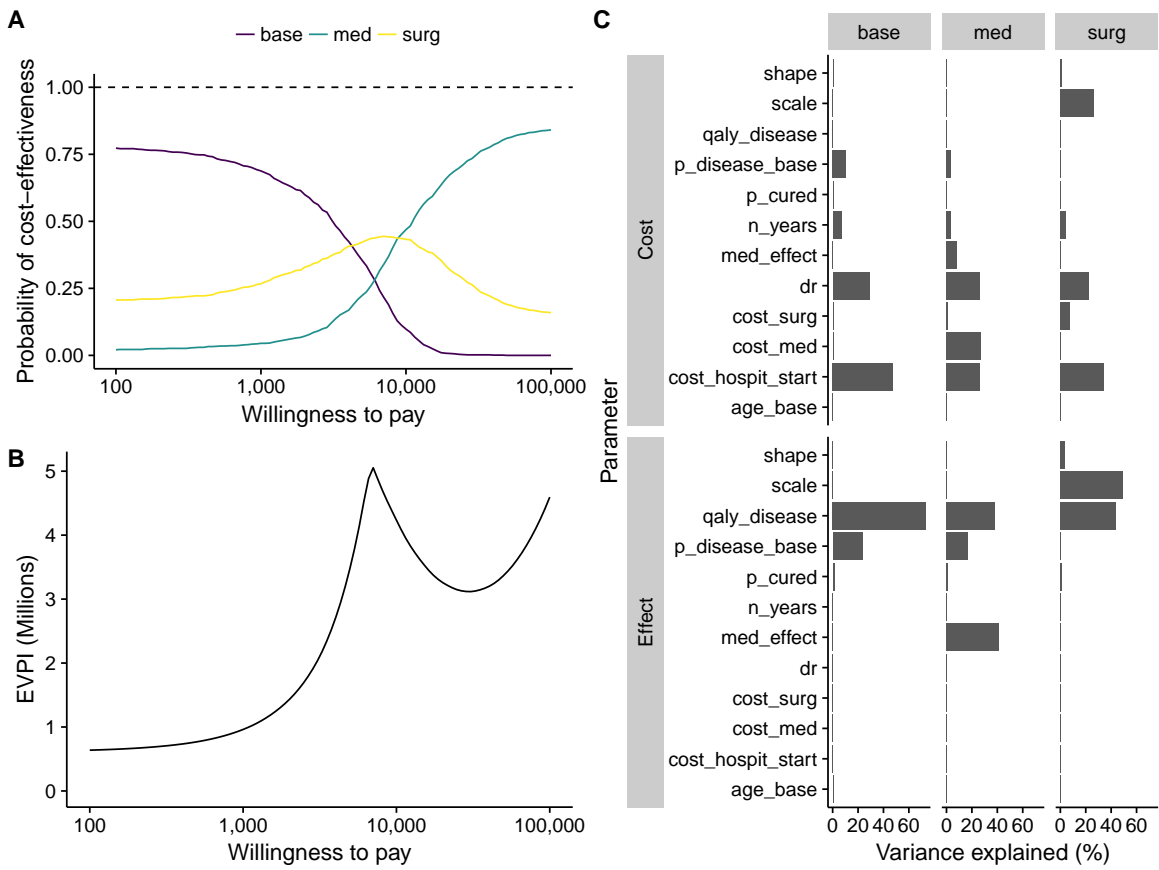 A
base med surg
Probability of cost−effectiveness
1.00
0.75
0.50
0.25
0.00
100 1,000 10,000 100,000
Willingness to pay
B
EVPI (Millions)
5
4
3
2
1
0
100 1,000 10,000 100,000
Willingness to pay
C
base med surg
Parameter
Cost
shape
scale
qaly_disease
p_disease_base
p_cured
n_years
med_effect
dr
cost_surg
cost_med
cost_hospit_start
age_base
Effect
shape
scale
qaly_disease
p_disease_base
p_cured
n_years
med_effect
dr
cost_surg
cost_med
cost_hospit_start
age_base
0 20 40 60 0 20 40 60 0 20 40 60
Variance explained (%)